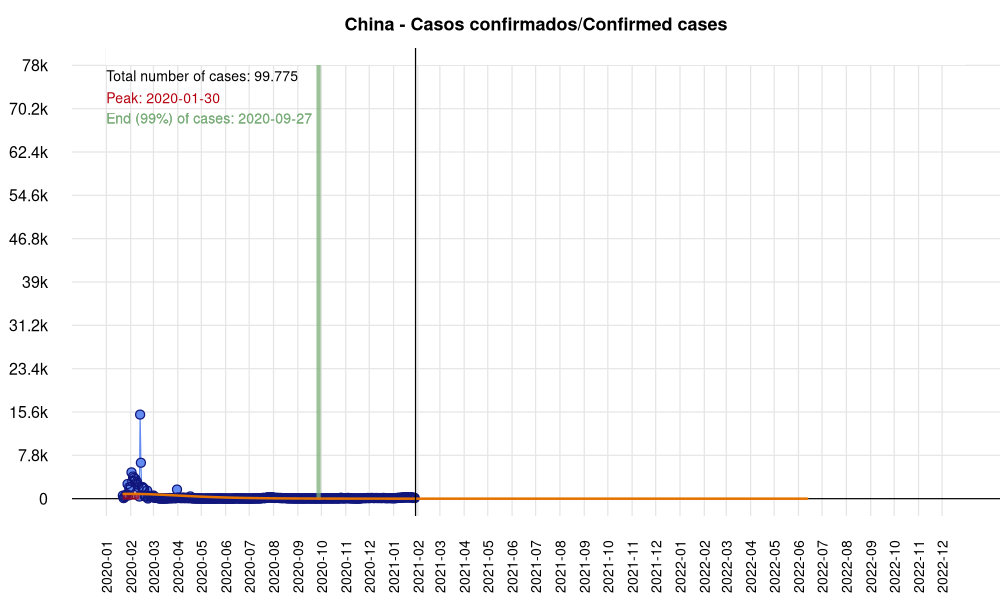 China - Casos confirmados/Confirmed cases
78k
Total number of cases: 99.775
Peak: 2020-01-30
70.2k
End (99%) of cases: 2020-09-27
62.4k
54.6k
46.8k
39k
31.2k
23.4k
15.6k
7.8k
0
2020-01
2020-02
2020-03
2020-04
2020-05
2020-06
2020-07
2020-08
2020-09
2020-10
2020-11
2020-12
2021-01
2021-02
2021-03
2021-04
2021-05
2021-06
2021-07
2021-08
2021-09
2021-10
2021-11
2021-12
2022-01
2022-02
2022-03
2022-04
2022-05
2022-06
2022-07
2022-08
2022-09
2022-10
2022-11
2022-12